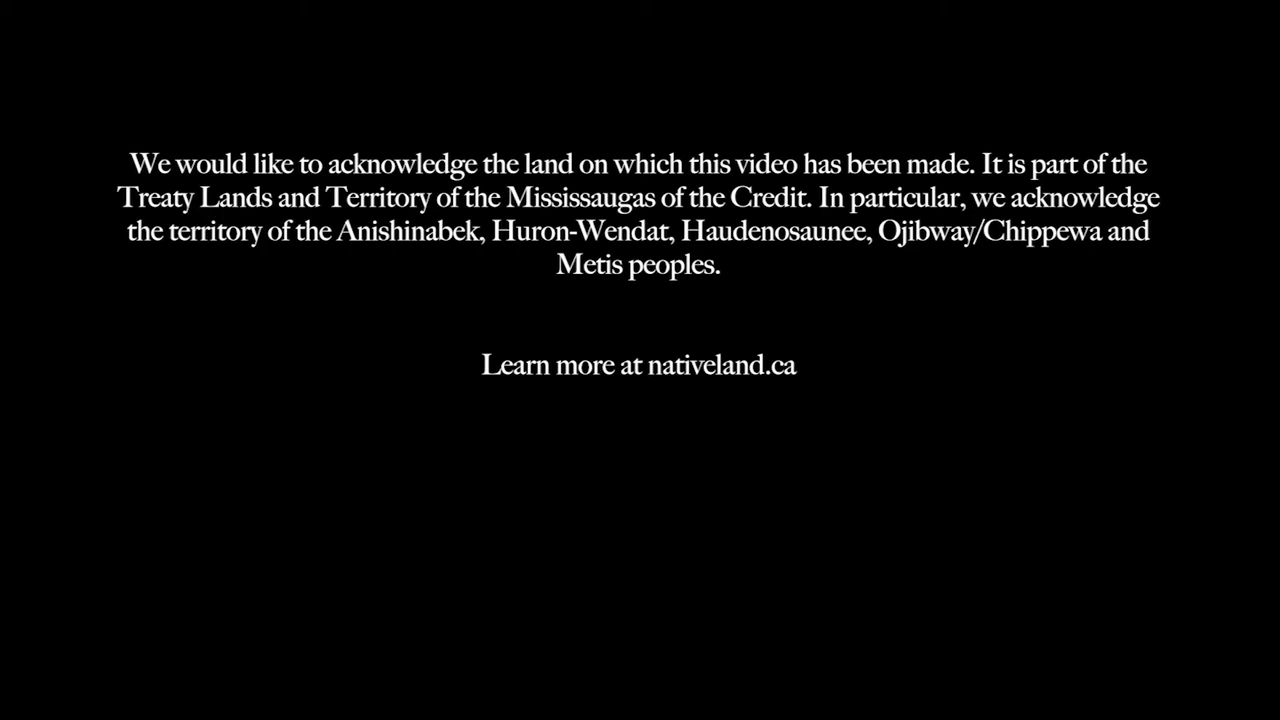 We would like to acknowledge the land on which this video has been made. It is part of the
Treaty Lands and Territory of the Mississaugas of the Credit. In particular, we acknowledge
the territory of the Anishinabek, Huron-Wendat, Haudenosaunee, Ojibway/Chippewa and
Metis peoples.
Learn more at nativeland.ca